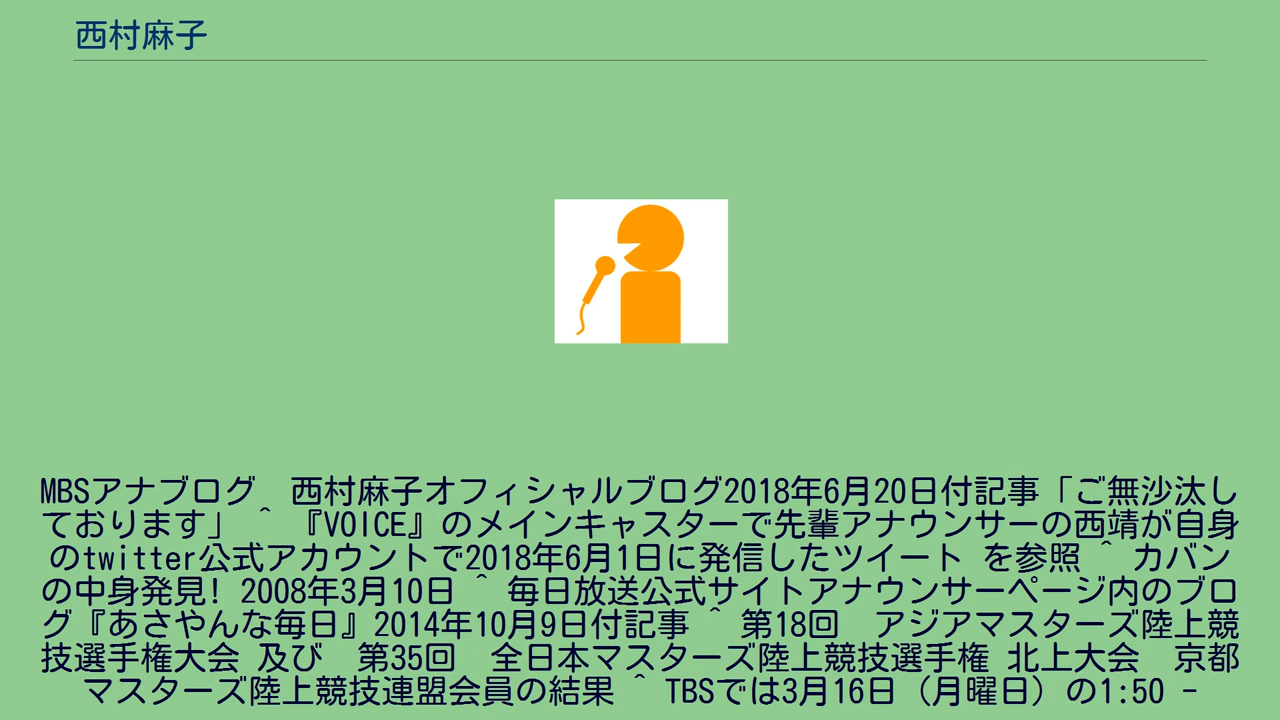 西村麻子
MBSアナブログ　西村麻子オフィシャルブログ2018年6月20日付記事「ご無沙汰し
ております」 ^ 『VOICE』のメインキャスターで先輩アナウンサーの西靖が自身
のtwitter公式アカウントで2018年6月1日に発信したツイート を参照 ^ カバン
の中身発見! 2008年3月10日 ^ 毎日放送公式サイトアナウンサーページ内のブロ
グ『あさやんな毎日』2014年10月9日付記事 ^ 第18回　アジアマスターズ陸上競
技選手権大会 及び　第35回　全日本マスターズ陸上競技選手権 北上大会　京都
マスターズ陸上競技連盟会員の結果 ^ TBSでは3月16日（月曜日）の1:50 -